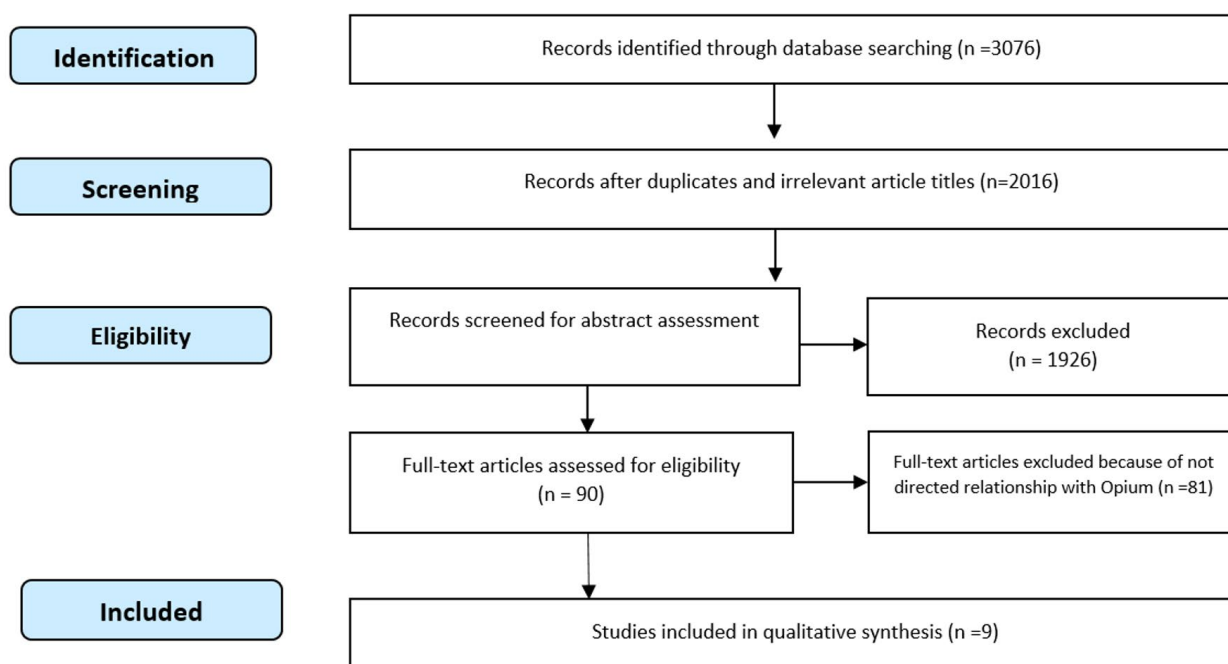 Identification
Records identified through database searching (n =3076)
Screening
Records after duplicates and irrelevant article titles (n=2016)
Eligibility
Records screened for abstract assessment
Records excluded
(n = 1926)
Full-text articles assessed for eligibility
(n = 90)
Full-text articles excluded because of not
directed relationship with Opium (n =81)
Included
Studies included in qualitative synthesis (n =9)